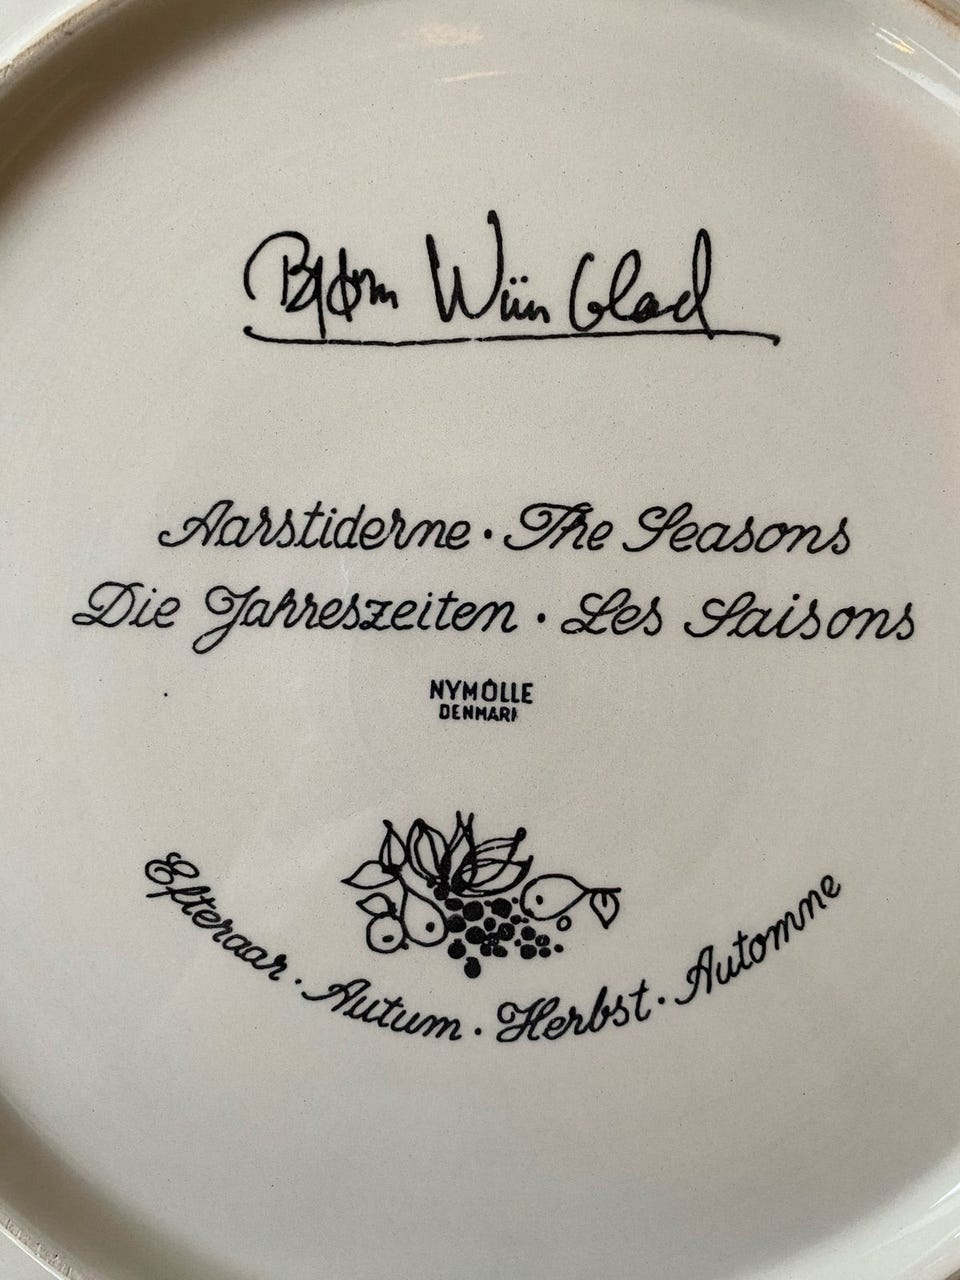 Bjørn Wiinblad
Aarstiderne · The Seasons
Die Jahreszeiten · Les Saisons
NYMÖLLE
DENMARK
Efteraar · Autum · Herbst · Automne